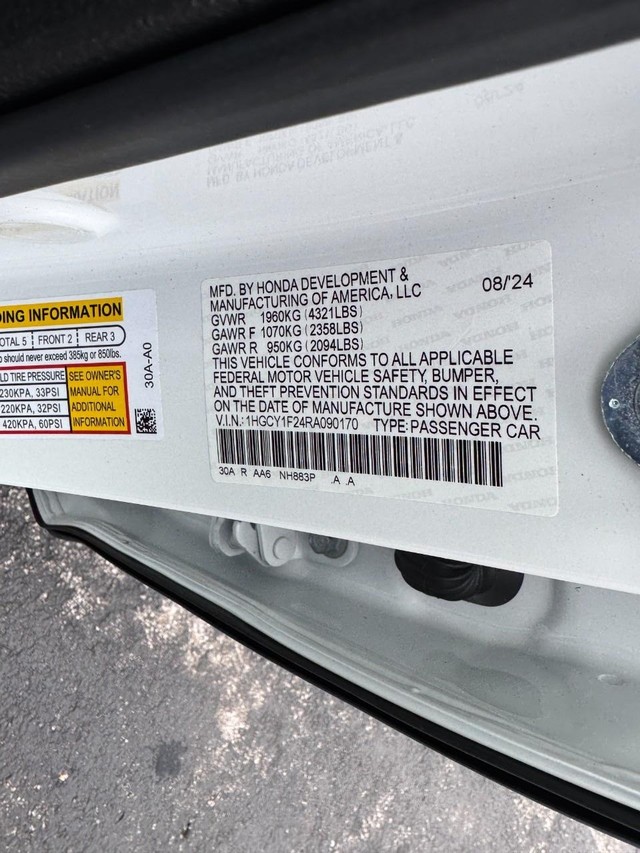 DING INFORMATION
OTAL 5 FRONT 2 REAR 3
should never exceed 385kg or 850lbs.
LD TIRE PRESSURE
230KPA, 33PSI
220KPA, 32PSI
420KPA, 60PSI
SEE OWNER'S
MANUAL FOR
ADDITIONAL
INFORMATION
30A-A0
MFD. BY HONDA DEVELOPMENT &
MANUFACTURING OF AMERICA, LLC 08/'24
GVWR 1960KG (4321LBS)
GAWR F 1070KG (2358LBS)
GAWR R 950KG (2094LBS)
THIS VEHICLE CONFORMS TO ALL APPLICABLE
FEDERAL MOTOR VEHICLE SAFETY, BUMPER,
AND THEFT PREVENTION STANDARDS IN EFFECT
ON THE DATE OF MANUFACTURE SHOWN ABOVE.
V.I.N.:1HGCY1F24RA090170 TYPE:PASSENGER CAR
30A R AA6 NH883P .A .A